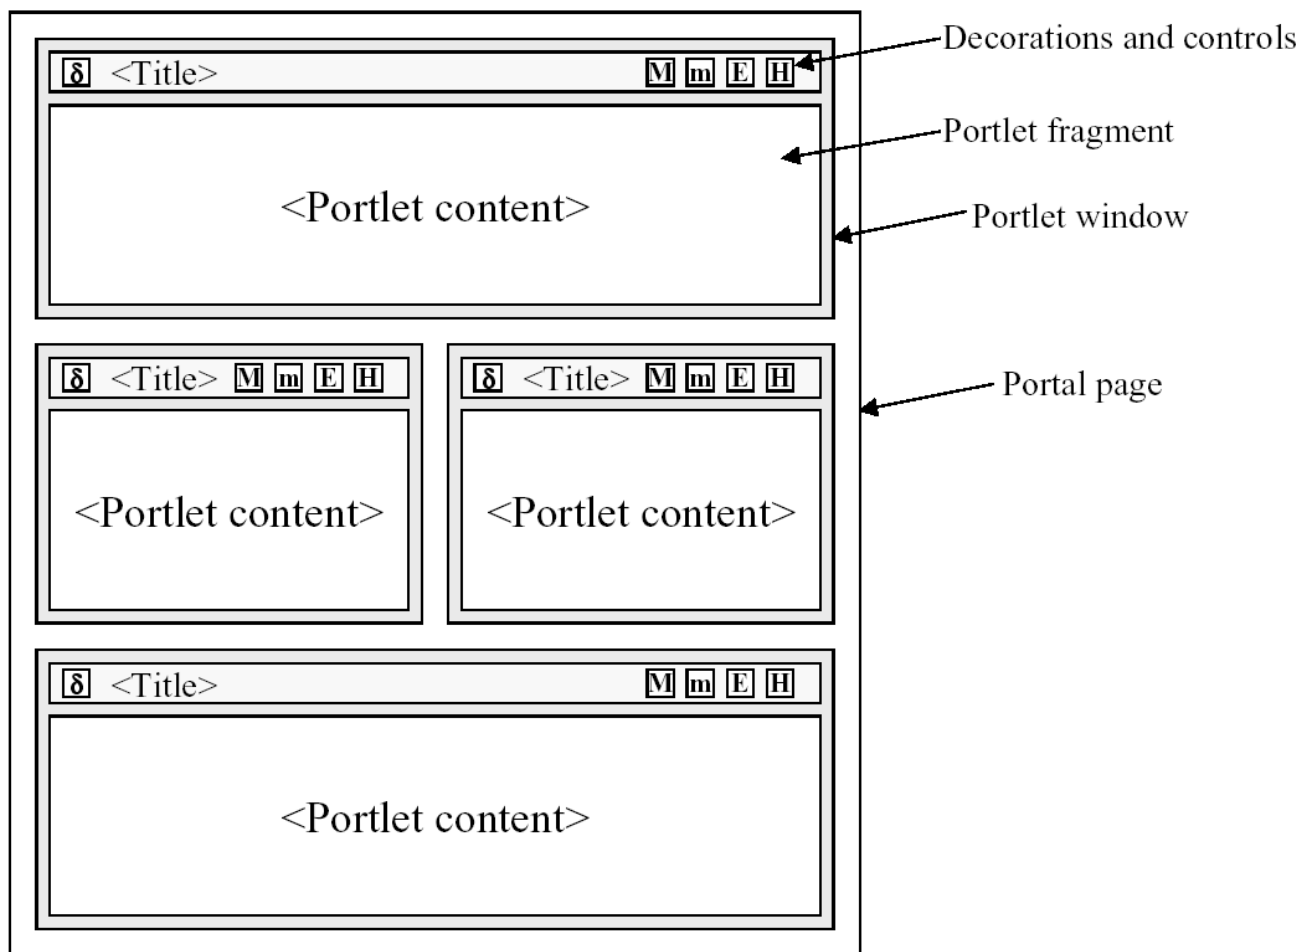 δ <Title> M m E H
Decorations and controls
Portlet fragment
<Portlet content>
Portlet window
δ <Title> M m E H
δ <Title> M m E H
Portal page
<Portlet content>
<Portlet content>
δ <Title> M m E H
<Portlet content>